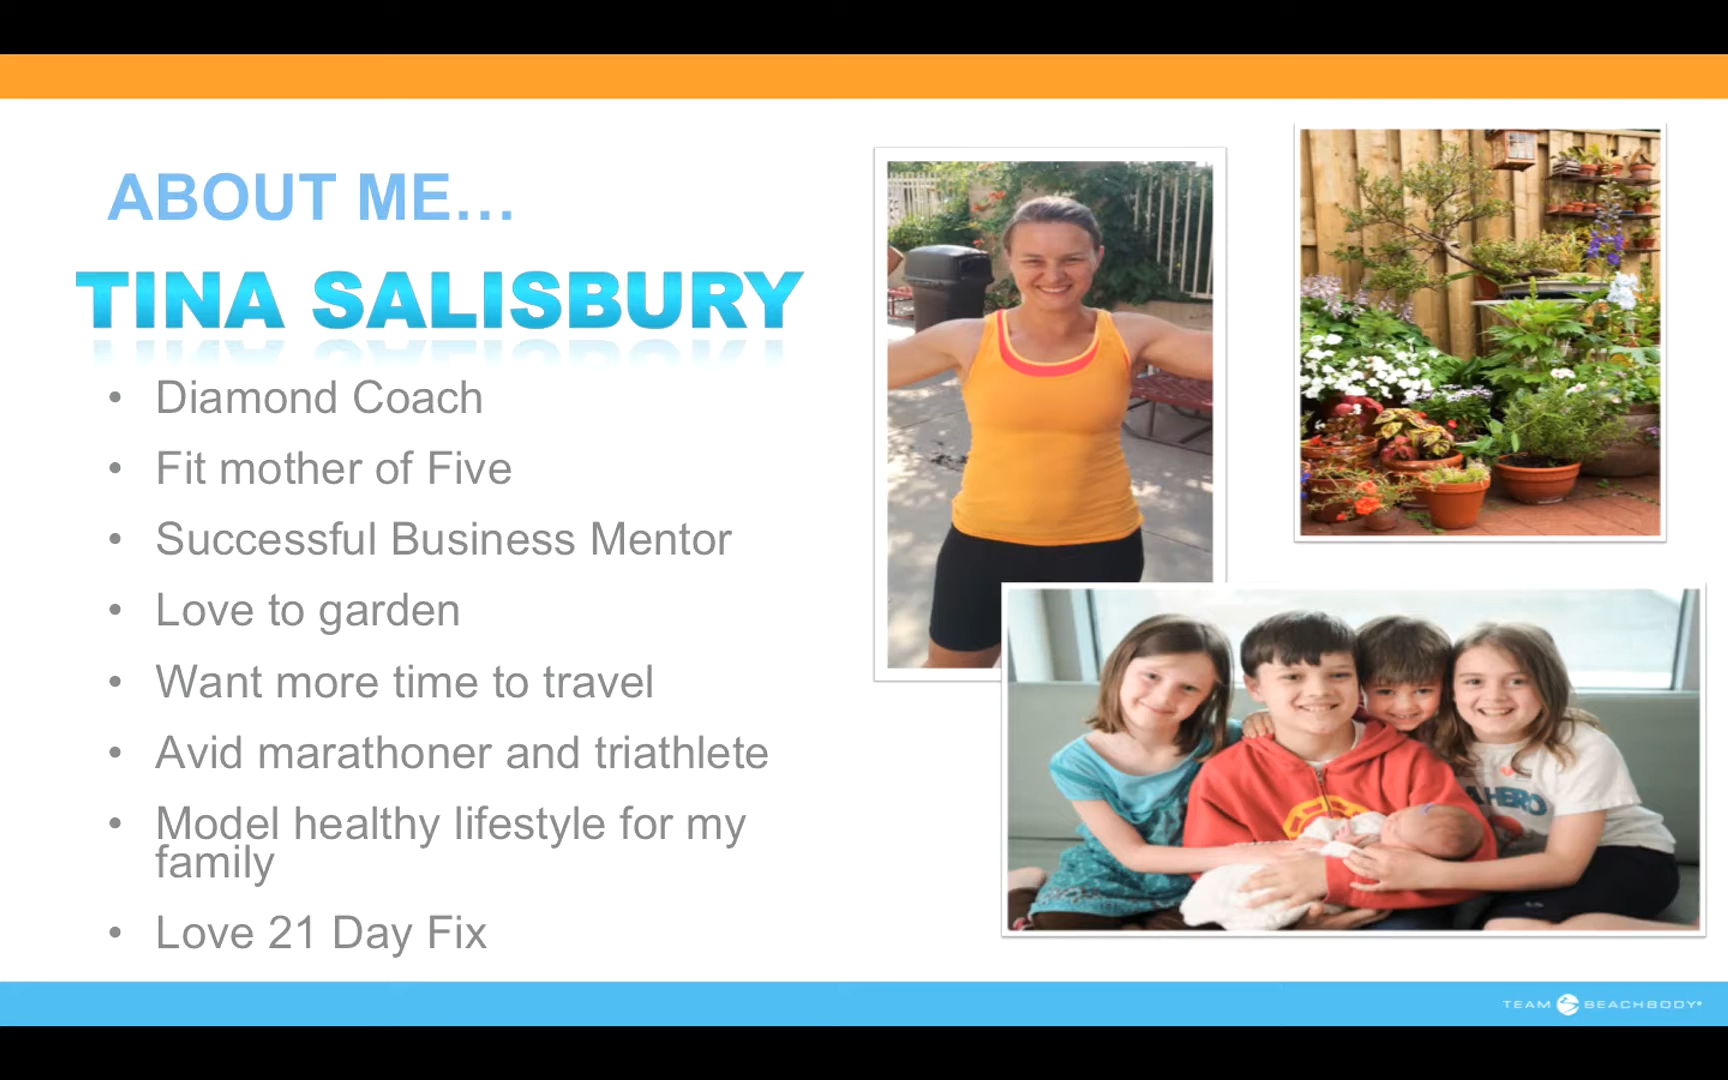 ABOUT ME…
TINA SALISBURY
• Diamond Coach
• Fit mother of Five
• Successful Business Mentor
• Love to garden
• Want more time to travel
• Avid marathoner and triathlete
• Model healthy lifestyle for my
family
• Love 21 Day Fix
HERO
TEAM BEACHBODY®